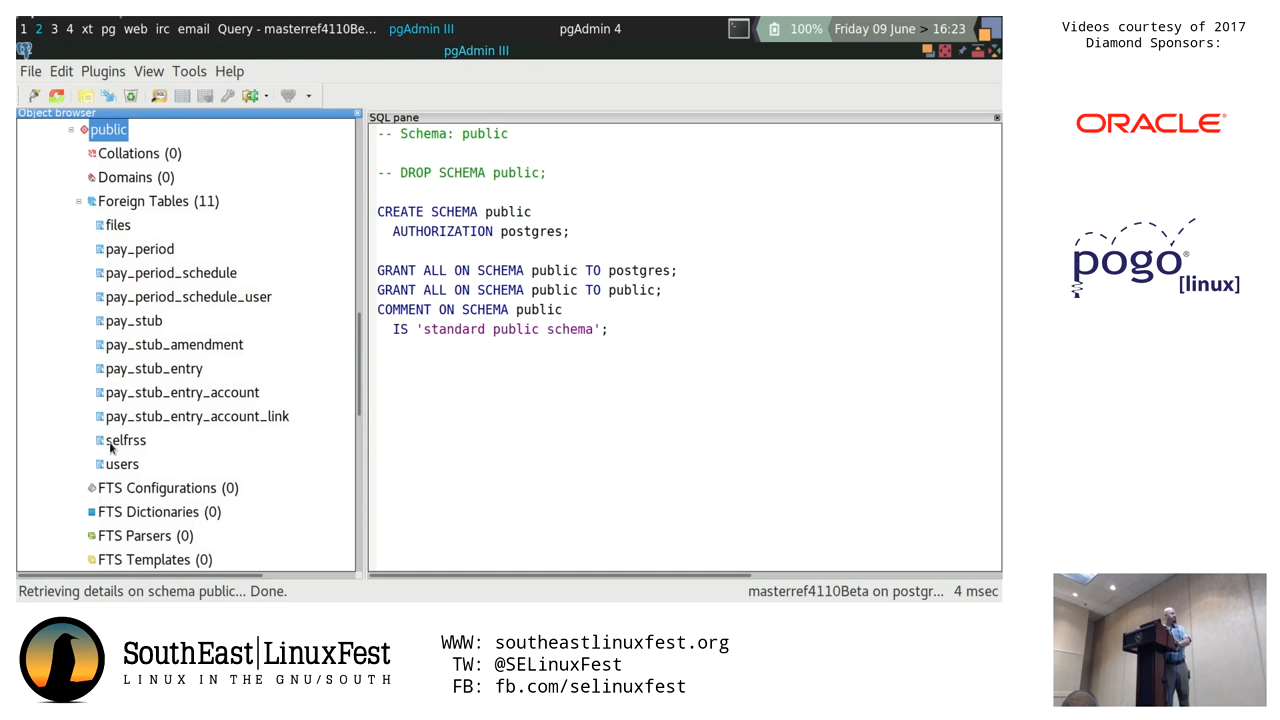 1 2 3 4 xt pg web irc email Query - masterref4110Be... pgAdmin III pgAdmin 4 100% Friday 09 June > 16:23
pgAdmin III
File Edit Plugins View Tools Help
Object browser
public
Collations (0)
Domains (0)
Foreign Tables (11)
files
pay_period
pay_period_schedule
pay_period_schedule_user
pay_stub
pay_stub_amendment
pay_stub_entry
pay_stub_entry_account
pay_stub_entry_account_link
selfrss
users
FTS Configurations (0)
FTS Dictionaries (0)
FTS Parsers (0)
FTS Templates (0)
SQL pane
-- Schema: public
-- DROP SCHEMA public;
CREATE SCHEMA public
AUTHORIZATION postgres;
GRANT ALL ON SCHEMA public TO postgres;
GRANT ALL ON SCHEMA public TO public;
COMMENT ON SCHEMA public
IS 'standard public schema';
Retrieving details on schema public... Done. masterref4110Beta on postgr... 4 msec
Videos courtesy of 2017
Diamond Sponsors:
ORACLE®
pogo®
[linux]
SouthEast|LinuxFest
LINUX IN THE GNU/SOUTH
WWW: southeastlinuxfest.org
TW: @SELinuxFest
FB: fb.com/selinuxfest